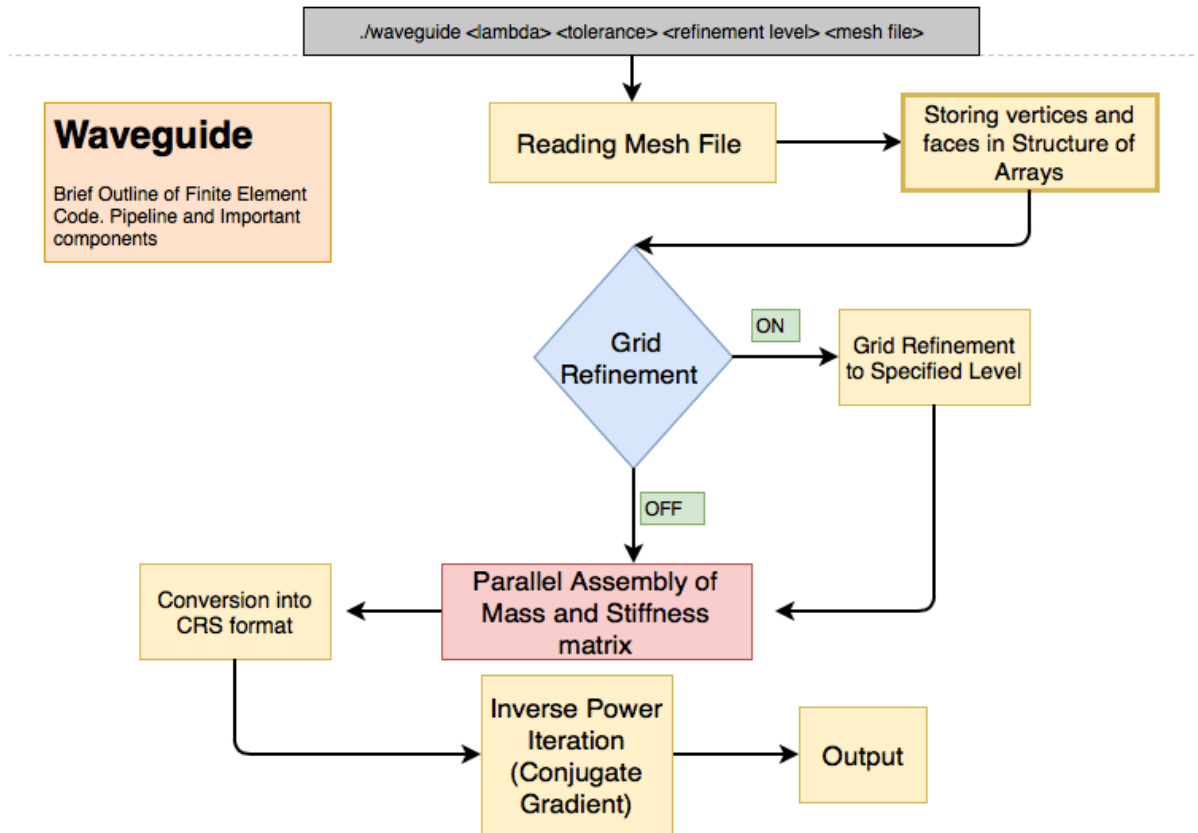 ./waveguide <lambda> <tolerance> <refinement level> <mesh file>
Waveguide
Brief Outline of Finite Element
Code. Pipeline and Important
components
Reading Mesh File
Storing vertices and
faces in Structure of
Arrays
Grid
Refinement
ON
Grid Refinement
to Specified Level
OFF
Parallel Assembly of
Mass and Stiffness
matrix
Conversion into
CRS format
Inverse Power
Iteration
(Conjugate
Gradient)
Output